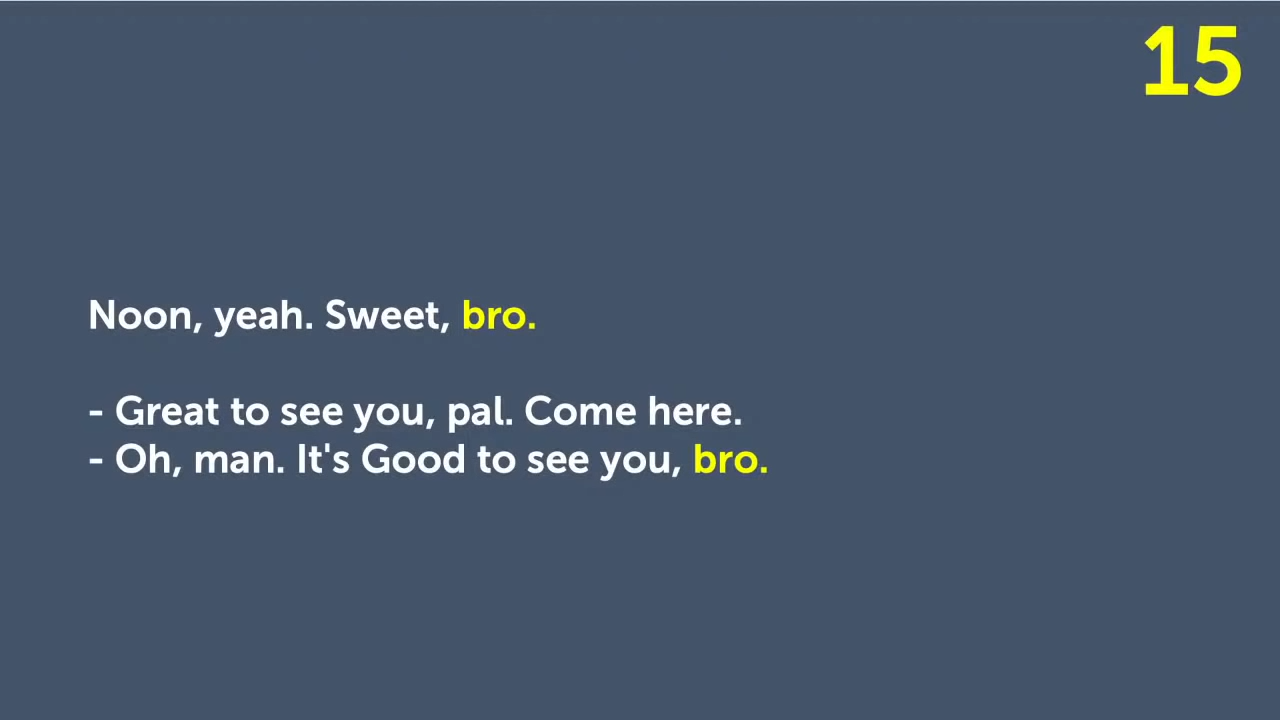 15
Noon, yeah. Sweet, bro.
- Great to see you, pal. Come here.
- Oh, man. It's Good to see you, bro.